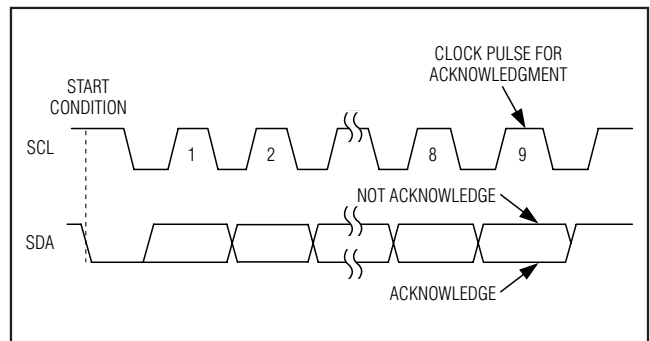 CLOCK PULSE FOR
ACKNOWLEDGMENT
START
CONDITION
SCL
1
2
8
9
NOT ACKNOWLEDGE
SDA
ACKNOWLEDGE